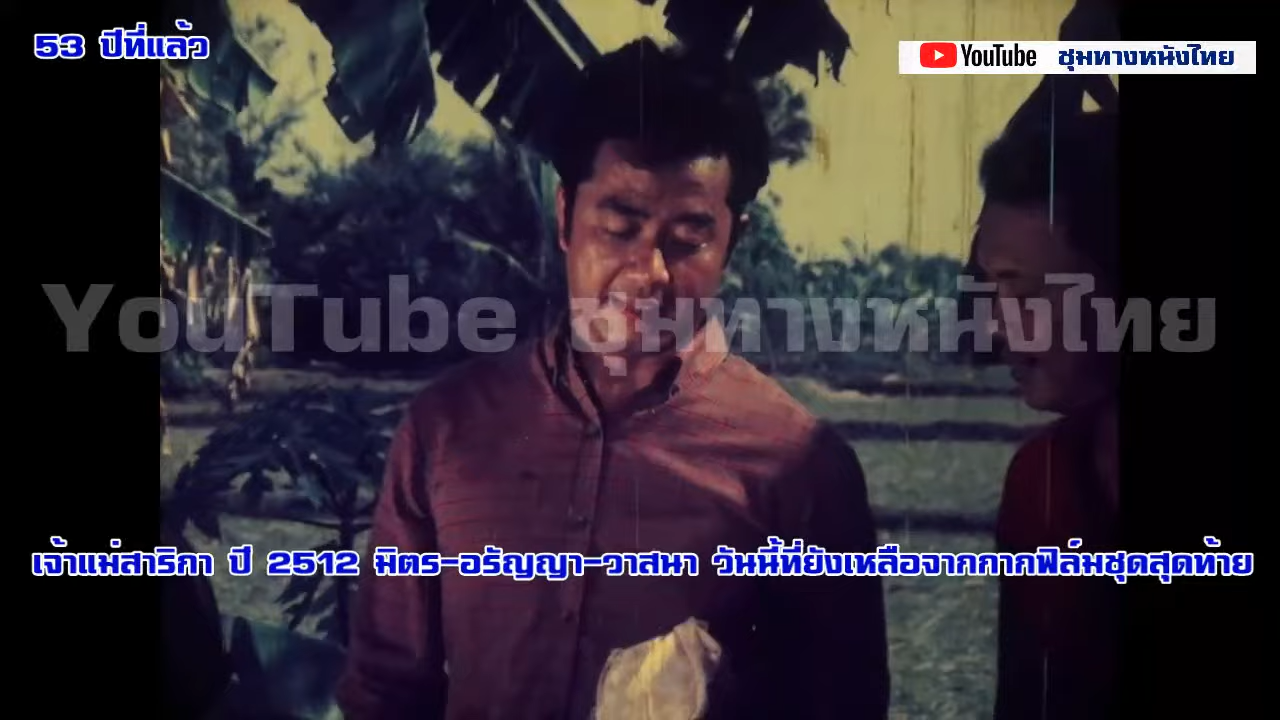 53 ปีที่แล้ว
YouTube ชุมทางหนังไทย
YouTube ชุมทางหนังไทย
เจ้าแม่สาริกา ปี 2512 มิตร-อรัญญา-วาสนา วันนี้ที่ยังเหลือจากกากฟิล์มชุดสุดท้าย